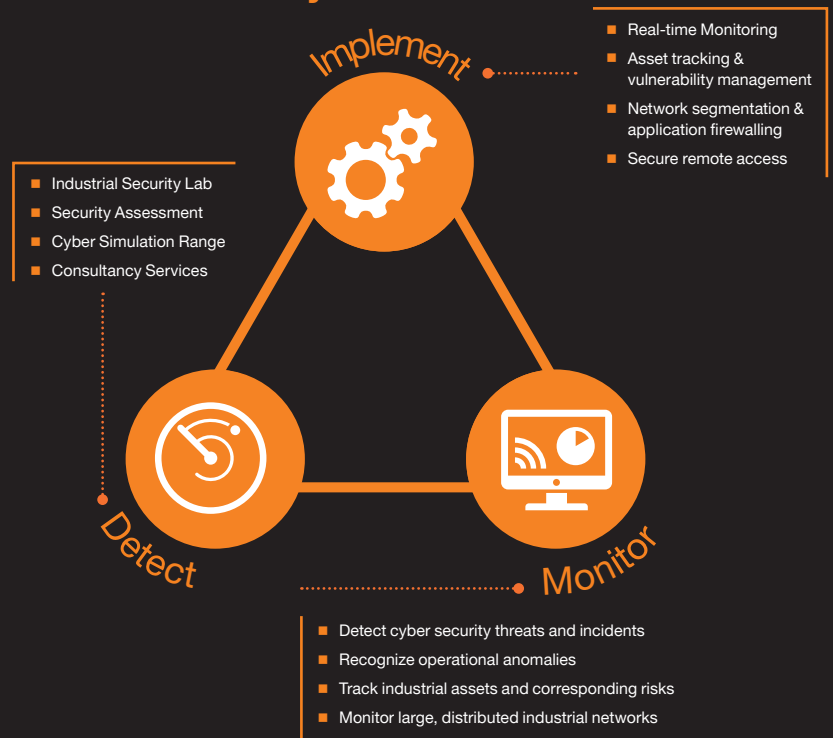 Implement
Real-time Monitoring
Asset tracking &
vulnerability management
Network segmentation &
application firewalling
Secure remote access
Industrial Security Lab
Security Assessment
Cyber Simulation Range
Consultancy Services
Detect
Monitor
Detect cyber security threats and incidents
Recognize operational anomalies
Track industrial assets and corresponding risks
Monitor large, distributed industrial networks